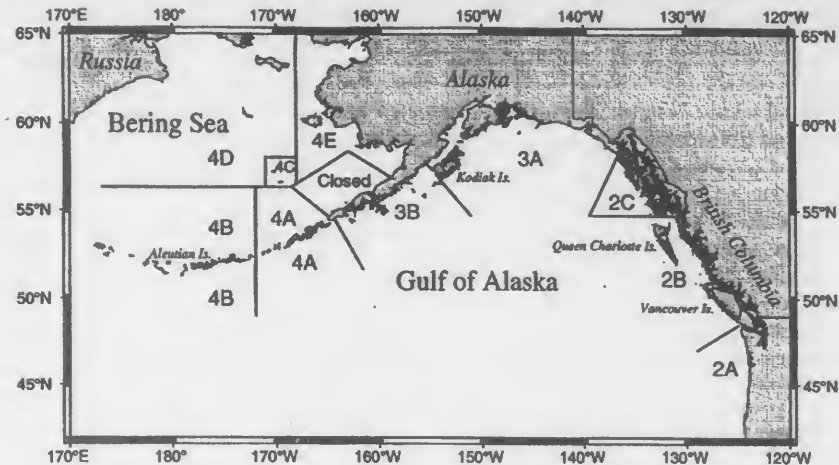 170°E 180° 170°W 160°W 150°W 140°W 130°W 120°W
65°N 65°N
Russia
Alaska
60°N 60°N
Bering Sea
4E
4D
4C
3A
Closed
Kodiak Is.
55°N 55°N
3B
2C
4B 4A
British Columbia
Aleutian Is.
4A
Queen Charlotte Is.
2B
4B
Gulf of Alaska
50°N 50°N
Vancouver Is.
2A
45°N 45°N
170°E 180° 170°W 160°W 150°W 140°W 130°W 120°W